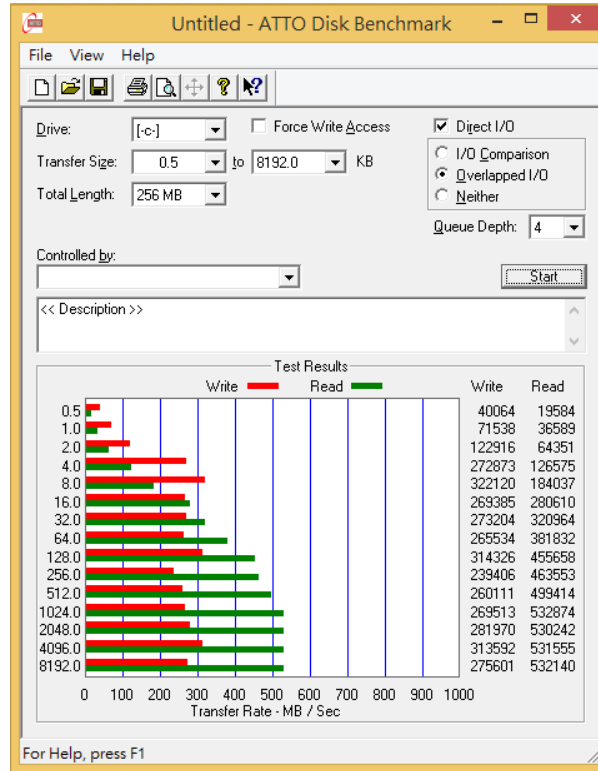 Untitled - ATTO Disk Benchmark
File View Help
Drive: [-c-] Force Write Access Direct I/O
Transfer Size: 0.5 to 8192.0 KB I/O Comparison
Overlapped I/O
Total Length: 256 MB Neither
Queue Depth: 4
Controlled by:
Start
<< Description >>
Test Results
Write Read Write Read
0.5 40064 19584
1.0 71538 36589
2.0 122916 64351
4.0 272873 126575
8.0 322120 184037
16.0 269385 280610
32.0 273204 320964
64.0 265534 381832
128.0 314326 455658
256.0 239406 463553
512.0 260111 499414
1024.0 269513 532874
2048.0 281970 530242
4096.0 313592 531555
8192.0 275601 532140
0 100 200 300 400 500 600 700 800 900 1000
Transfer Rate - MB / Sec
For Help, press F1